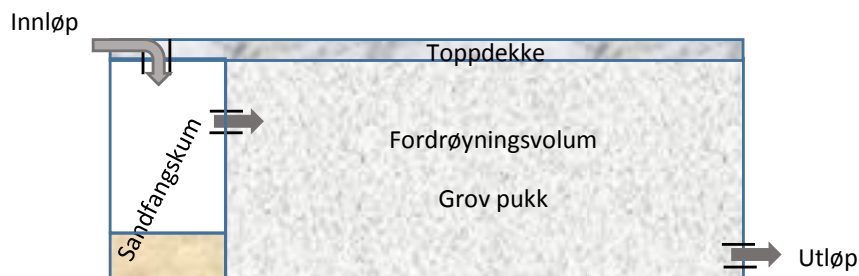 Innløp
Toppdekke
Sandfangskum
Fordrøyningsvolum
Grov pukk
Utløp